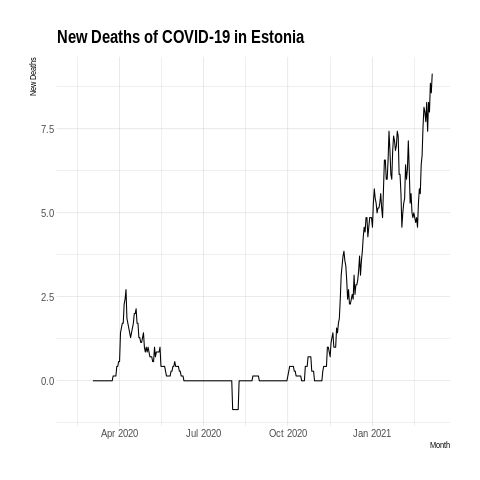 New Deaths of COVID-19 in Estonia
New Deaths
7.5
5.0
2.5
0.0
Apr 2020 Jul 2020 Oct 2020 Jan 2021
Month